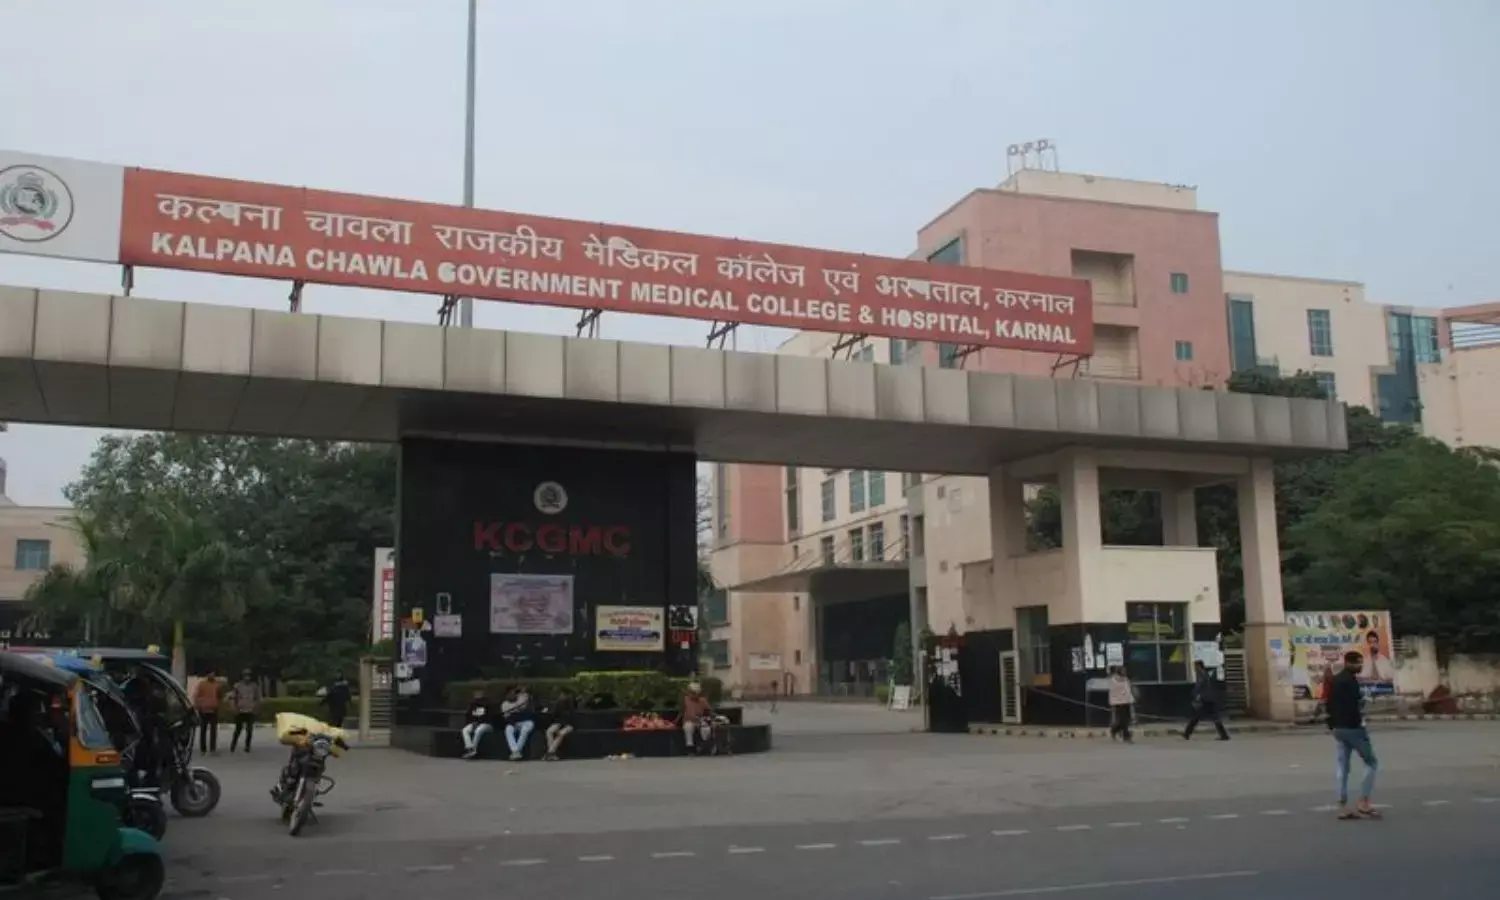 O.P.D.
कल्पना चावला राजकीय मेडिकल कॉलेज एवं अस्पताल, करनाल
KALPANA CHAWLA GOVERNMENT MEDICAL COLLEGE & HOSPITAL, KARNAL
KCGMC